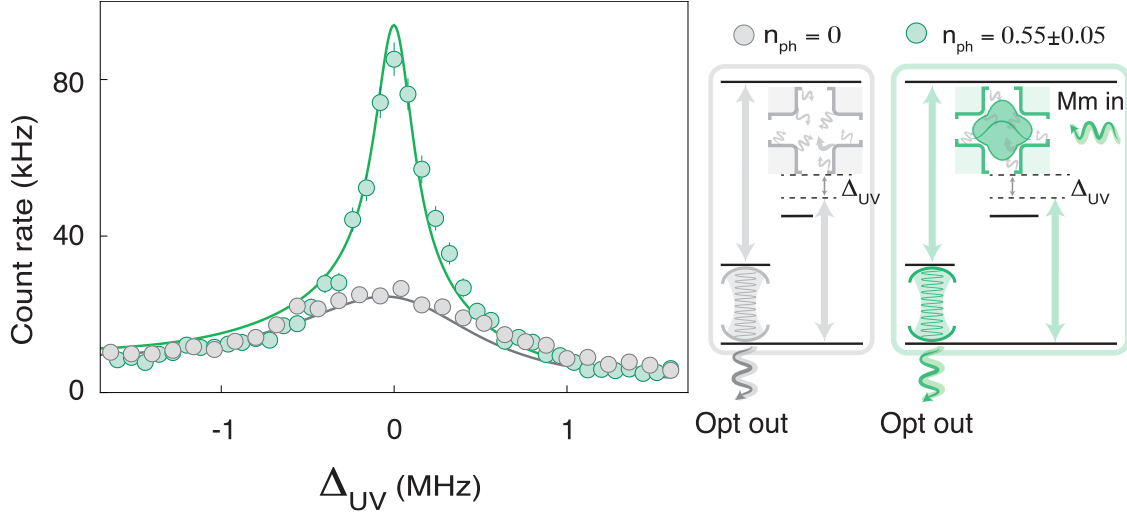 Count rate (kHz)
80
40
0
-1
0
1
Δ_UV (MHz)
n_ph = 0
Δ_UV
Opt out
n_ph = 0.55±0.05
Mm in
Δ_UV
Opt out